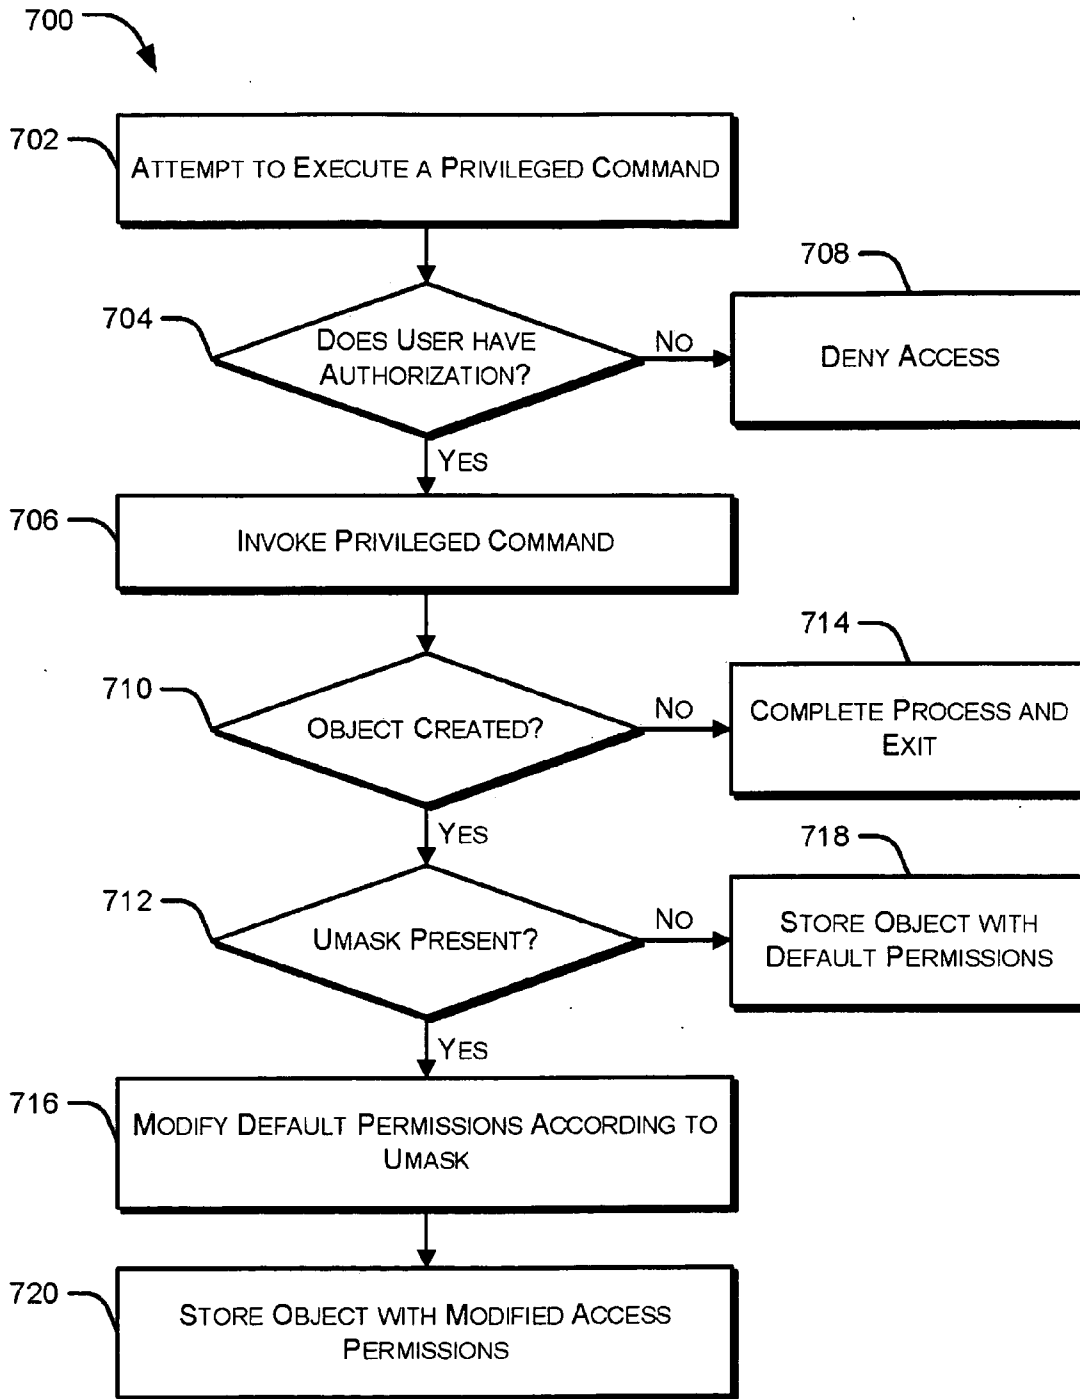 700
702
ATTEMPT TO EXECUTE A PRIVILEGED COMMAND
704
DOES USER HAVE
AUTHORIZATION?
NO
708
DENY ACCESS
YES
706
INVOKE PRIVILEGED COMMAND
710
OBJECT CREATED?
NO
714
COMPLETE PROCESS AND
EXIT
YES
712
UMASK PRESENT?
NO
718
STORE OBJECT WITH
DEFAULT PERMISSIONS
YES
716
MODIFY DEFAULT PERMISSIONS ACCORDING TO
UMASK
720
STORE OBJECT WITH MODIFIED ACCESS
PERMISSIONS